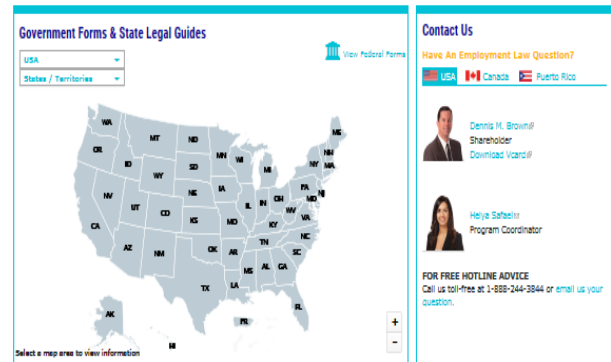 Government Forms & State Legal Guides
View Federal Forms
USA
States / Territories
WA
MT
ND
OR
ID
WY
SD
MN
WI
MI
NY
ME
NH
MA
NV
UT
CO
NE
IA
IL
IN
OH
PA
NJ
MD
WV
VA
KS
MO
KY
CA
AZ
NM
OK
AR
TN
NC
SC
MS
AL
GA
TX
LA
FL
AK
HI
PR
+
-
Select a map area to view information
Contact Us
Have An Employment Law Question?
USA Canada Puerto Rico
Dennis M. Brown
Shareholder
Download Vcard
Helya Safaei
Program Coordinator
FOR FREE HOTLINE ADVICE
Call us toll-free at 1-888-244-3844 or email us your
question.